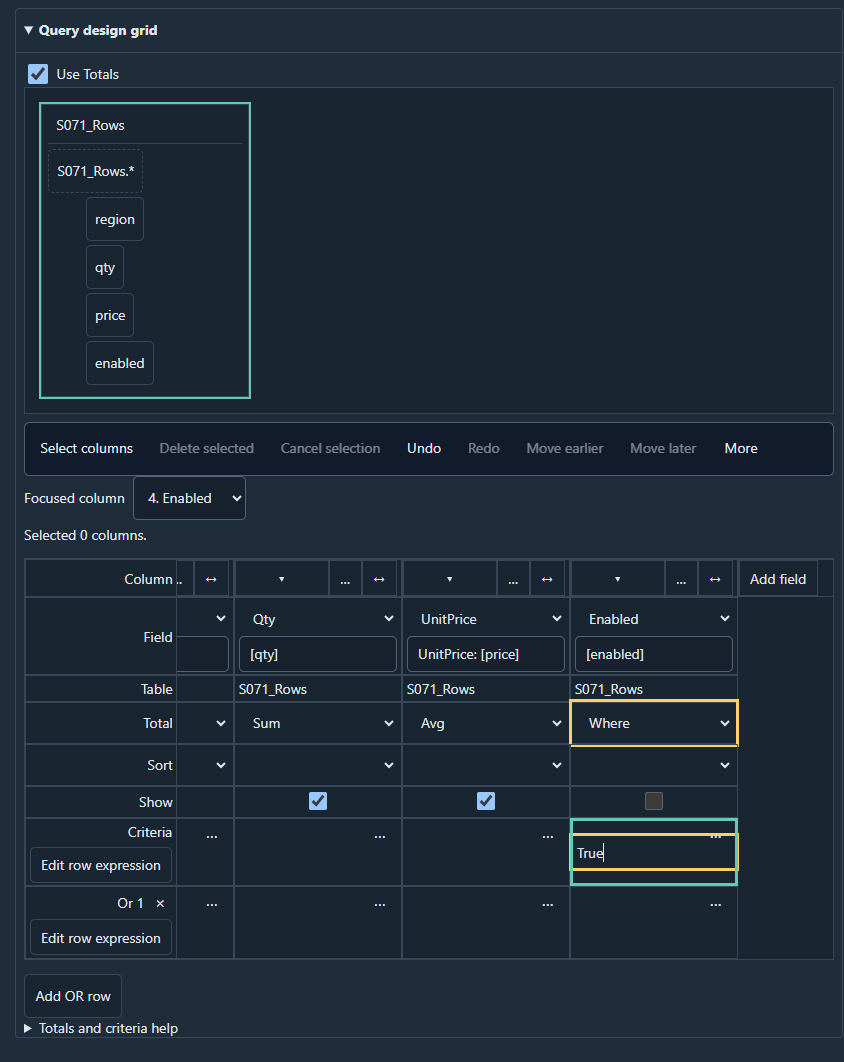 ▼ Query design grid
Use Totals
S071_Rows
S071_Rows.*
region
qty
price
enabled
Select columns Delete selected Cancel selection Undo Redo Move earlier Move later More
Focused column 4. Enabled
Selected 0 columns.
Column .. ↔ ▾ ... ↔ ▾ ... ↔ ▾ ... ↔ Add field
Field Qty UnitPrice Enabled
[qty] UnitPrice: [price] [enabled]
Table S071_Rows S071_Rows S071_Rows
Total Sum Avg Where
Sort
Show
Criteria ... ... ... ...
Edit row expression True
Or 1 × ... ... ... ...
Edit row expression
Add OR row
▶ Totals and criteria help